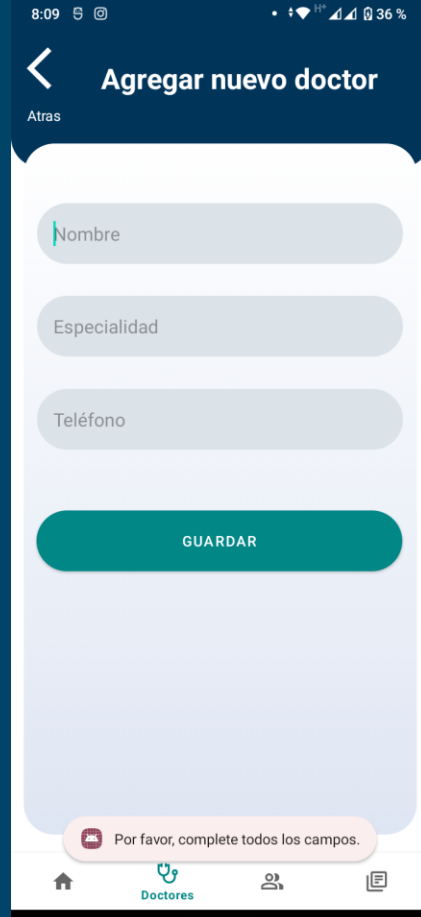 8:09
H+
36 %
Agregar nuevo doctor
Atras
Nombre
Especialidad
Teléfono
GUARDAR
Por favor, complete todos los campos.
Doctores